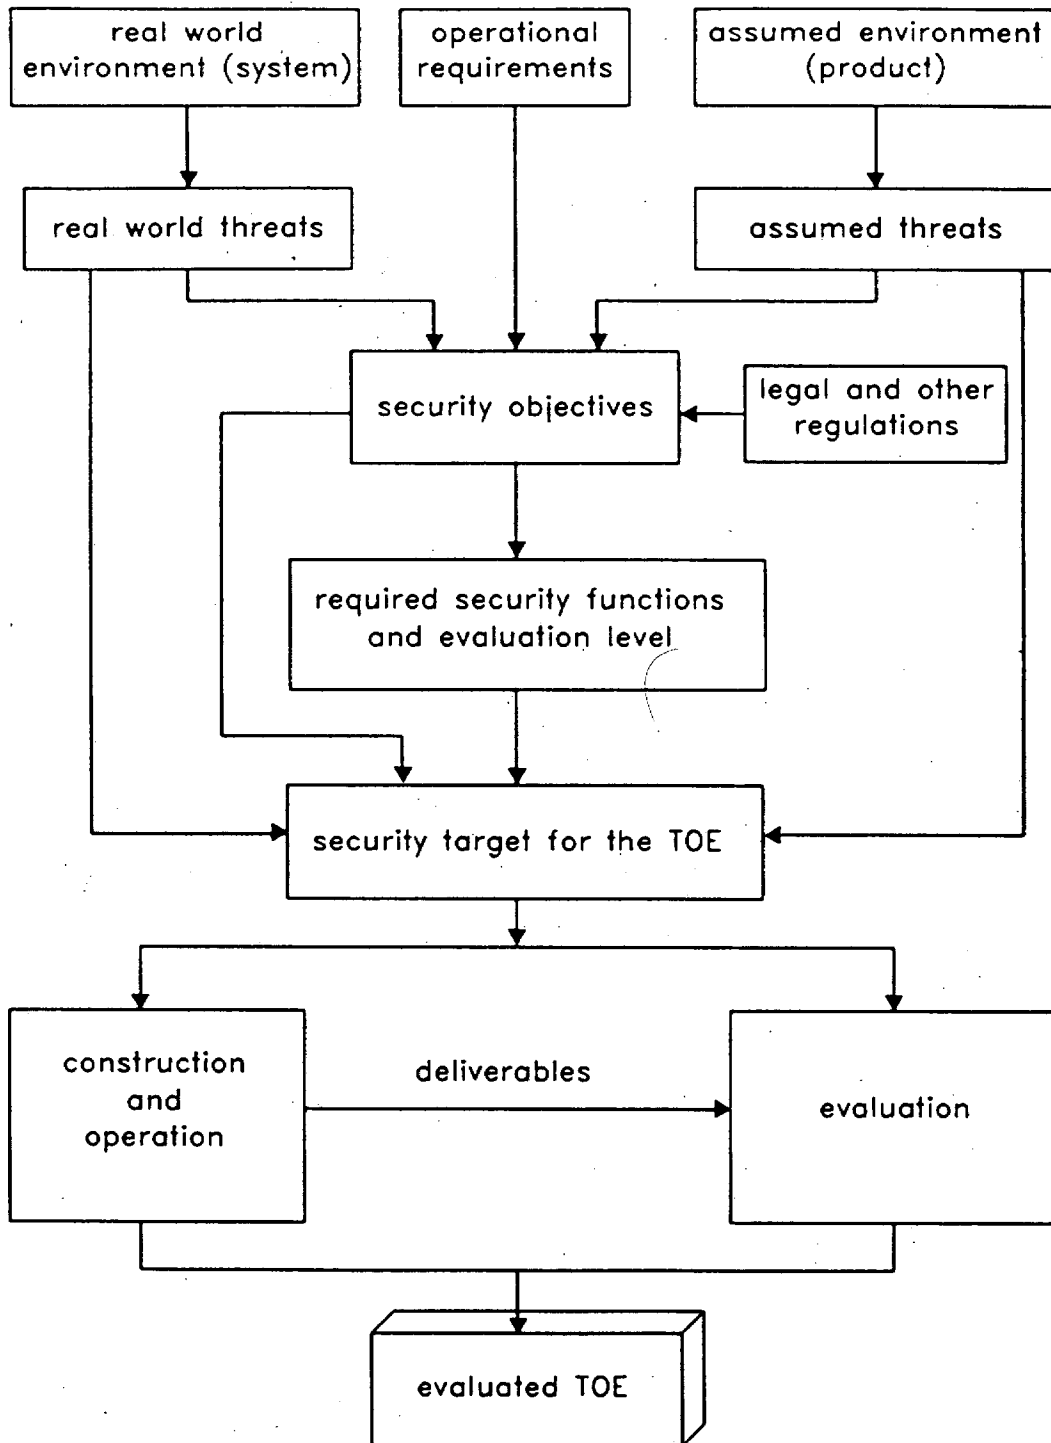 real world
environment (system)
operational
requirements
assumed environment
(product)
real world threats
assumed threats
security objectives
legal and other
regulations
required security functions
and evaluation level
security target for the TOE
construction
and
operation
deliverables
evaluation
evaluated TOE